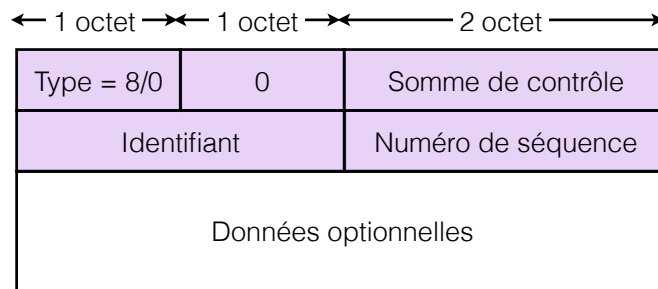 1 octet 1 octet 2 octet
Type = 8/0 0 Somme de contrôle
Identifiant Numéro de séquence
Données optionnelles